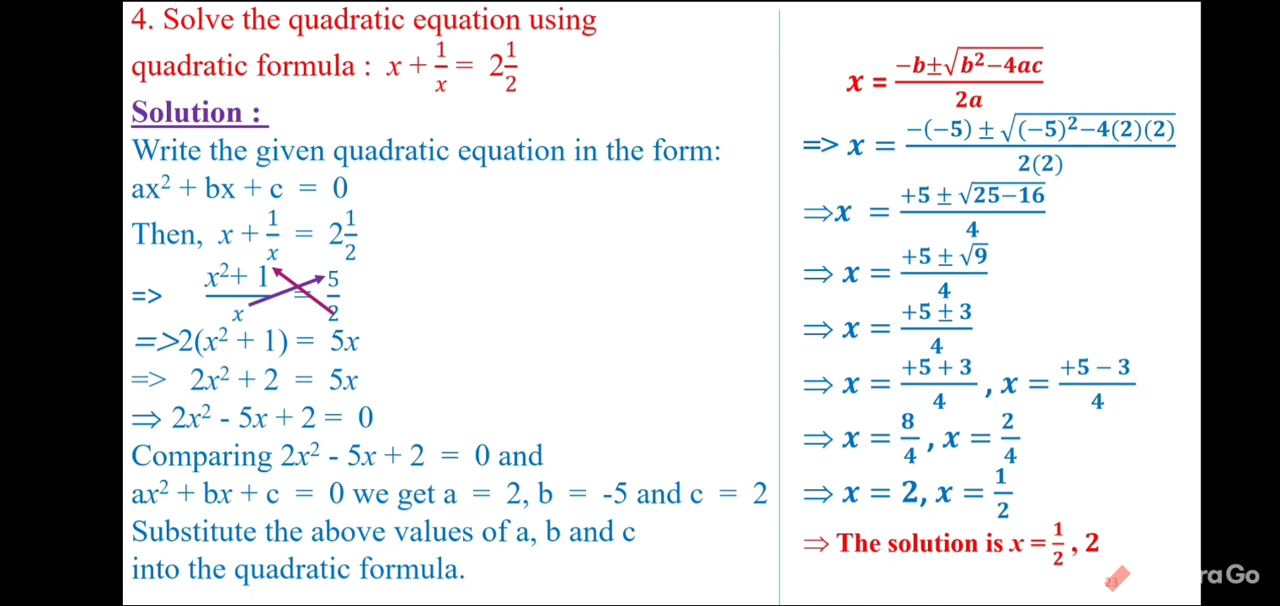 4. Solve the quadratic equation using
quadratic formula : x + 1/x = 2 1/2
Solution :
Write the given quadratic equation in the form:
ax² + bx + c = 0
Then, x + 1/x = 2 1/2
=> x²+ 1/x = 5/2
=>2(x² + 1) = 5x
=> 2x² + 2 = 5x
⇒ 2x² - 5x + 2 = 0
Comparing 2x² - 5x + 2 = 0 and
ax² + bx + c = 0 we get a = 2, b = -5 and c = 2
Substitute the above values of a, b and c
into the quadratic formula.
x = −b±√b²−4ac/2a
=> x = −(−5) ± √(−5)²−4(2)(2)/2(2)
⇒x = +5 ± √25−16/4
⇒ x = +5 ± √9/4
⇒ x = +5 ± 3/4
⇒ x = +5 + 3/4 , x = +5 − 3/4
⇒ x = 8/4 , x = 2/4
⇒ x = 2, x = 1/2
⇒ The solution is x = 1/2 , 2
23
ra Go